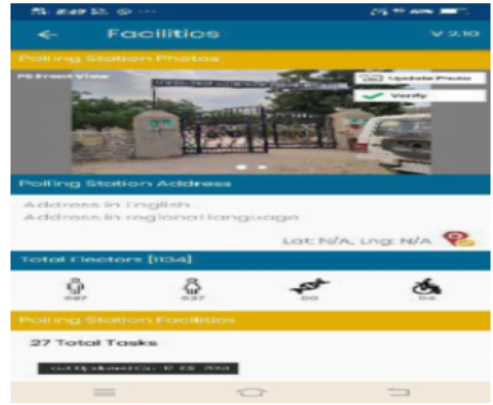 Facilities
V 2.10
Polling Station Photos
PS Front View
Update Photo
Verify
Polling Station Address
Address in English
Address in regional language
Lat: N/A, Lng: N/A
Total Electors [1134]
Polling Station Facilities
27 Total Tasks